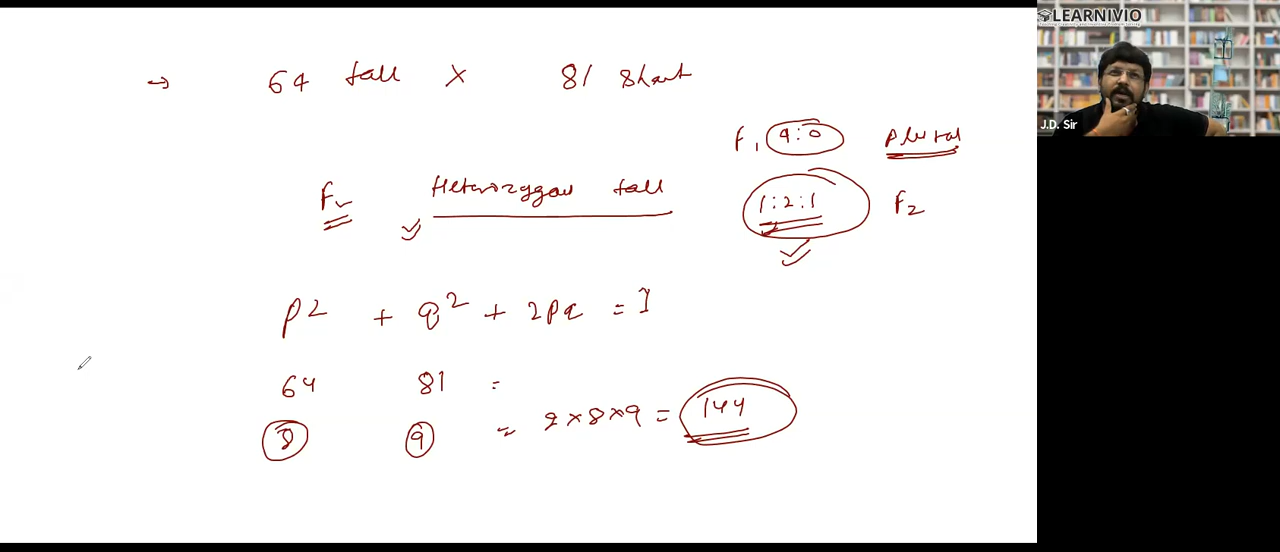 LEARNIVIO
J.D. Sir
→ 64 tall × 81 short
F1 4:0 plural
F2 Heterozygous tall 1:2:1 F2
p2 + q2 + 2pq = 1
64 81 =
8 9 = 2×8×9 = 144